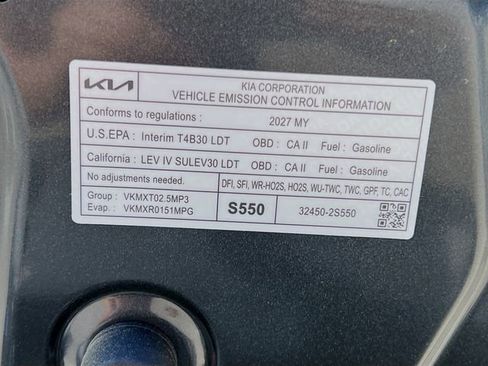 KIA
KIA CORPORATION
VEHICLE EMISSION CONTROL INFORMATION
Conforms to regulations : 2027 MY
U.S.EPA : Interim T4B30 LDT OBD : CA II Fuel : Gasoline
California : LEV IV SULEV30 LDT OBD : CA II Fuel : Gasoline
No adjustments needed. DFI, SFI, WR-HO2S, HO2S, WU-TWC, TWC, GPF, TC, CAC
Group : VKMXT02.5MP3
Evap. : VKMXR0151MPG
S550
32450-2S550